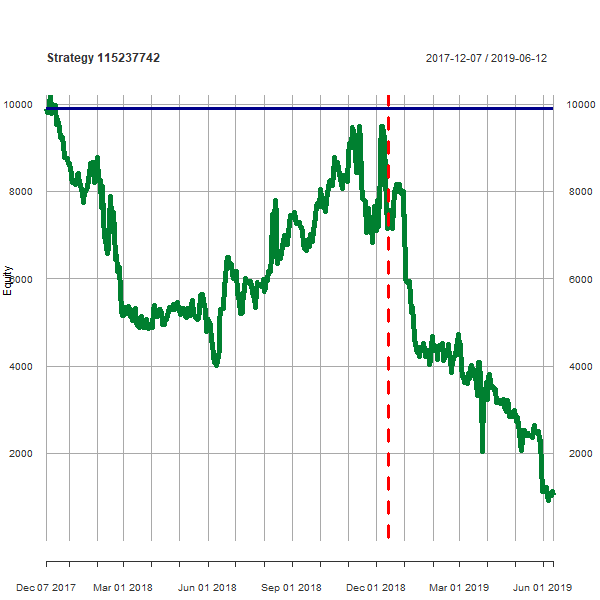 Strategy 115237742
2017-12-07 / 2019-06-12
10000
10000
8000
8000
Equity
6000
6000
4000
4000
2000
2000
Dec 07 2017
Mar 01 2018
Jun 01 2018
Sep 01 2018
Dec 01 2018
Mar 01 2019
Jun 01 2019